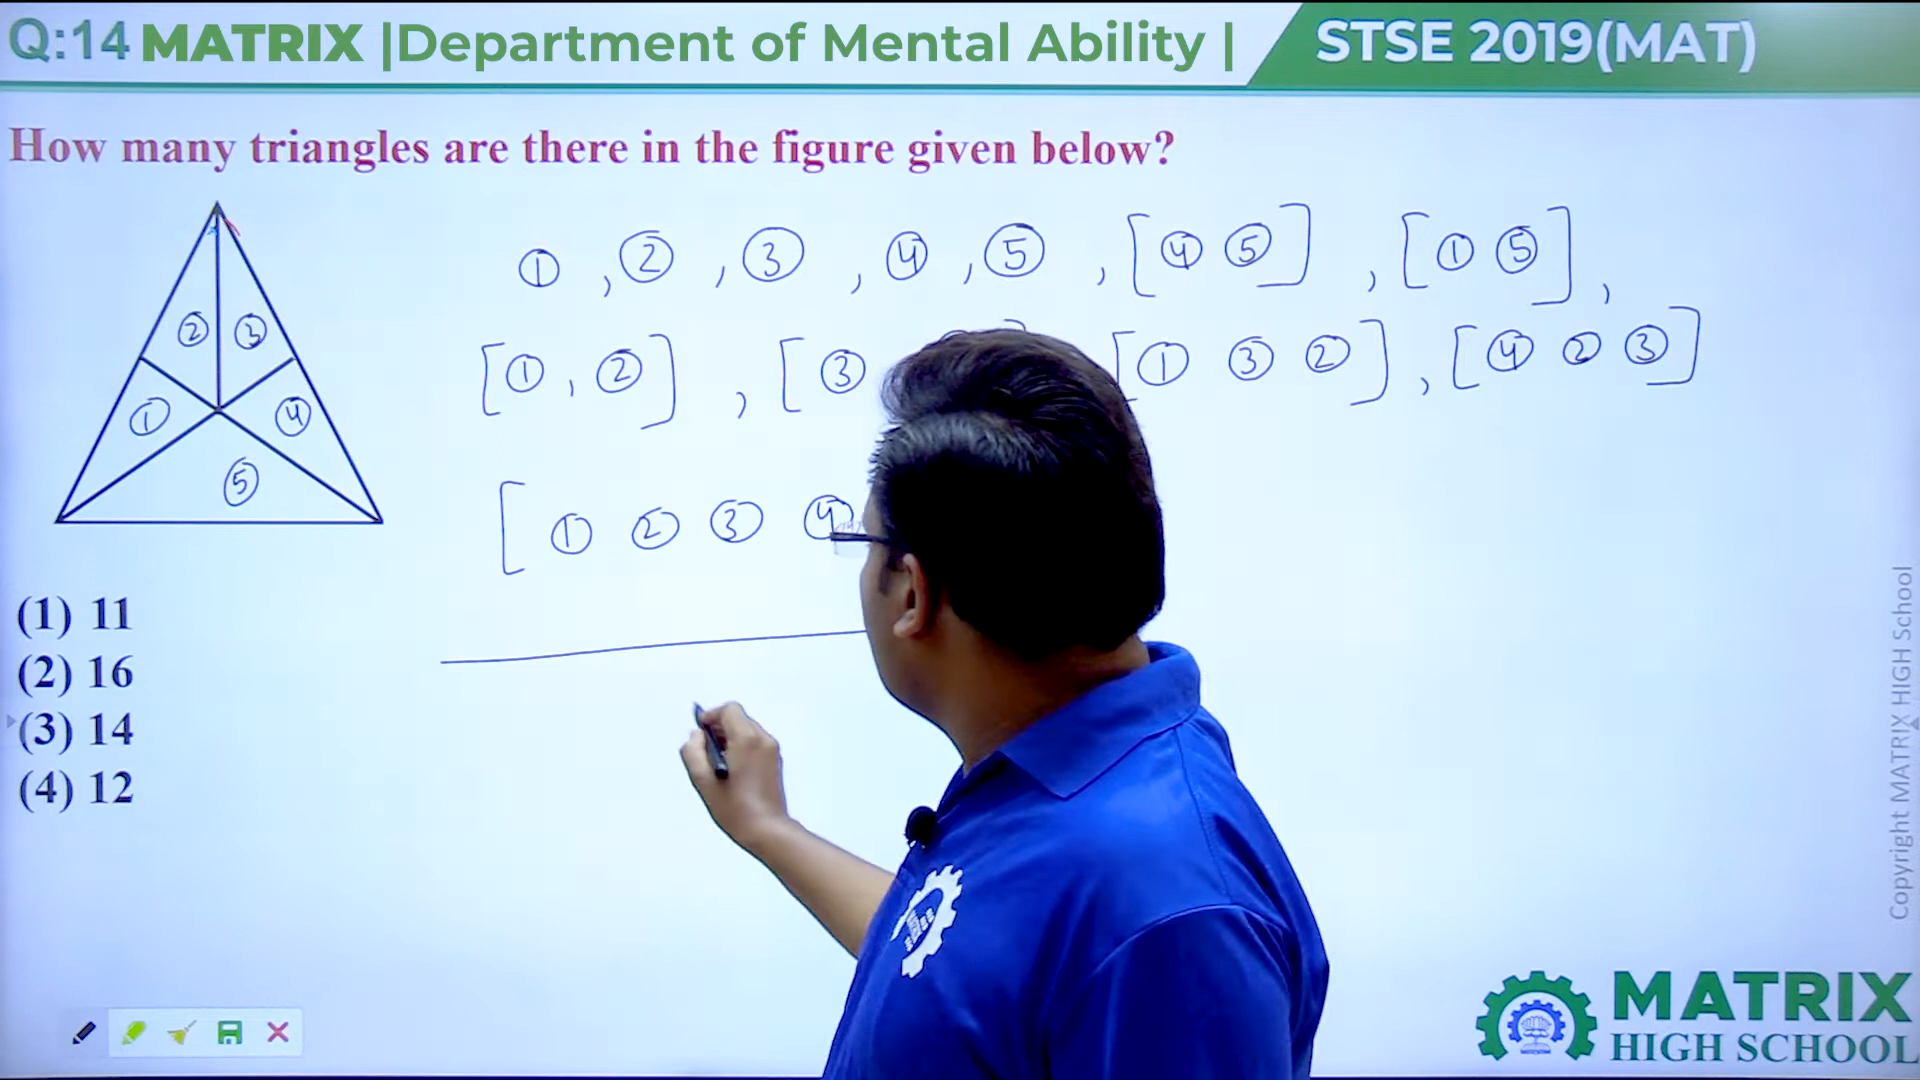 Q:14 MATRIX |Department of Mental Ability | STSE 2019(MAT)
How many triangles are there in the figure given below?
① , ② , ③ , ④ , ⑤ , [④ ⑤] , [① ⑤] ,
[① , ②] , [③ [① ③ ②] , [④ ② ③]
② ③
① ④
⑤
[① ② ③ ④
(1) 11
(2) 16
(3) 14
(4) 12
Copyright MATRIX HIGH School
MATRIX
HIGH SCHOOL